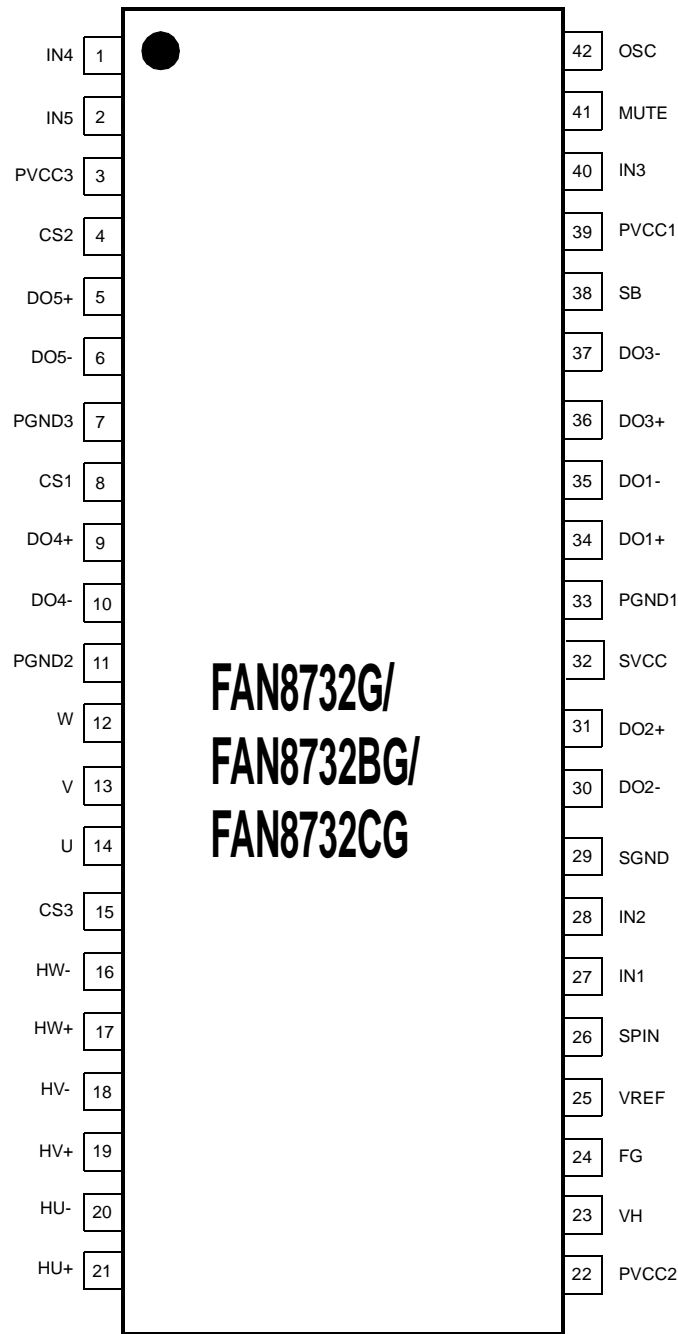 IN4 1
IN5 2
PVCC3 3
CS2 4
DO5+ 5
DO5- 6
PGND3 7
CS1 8
DO4+ 9
DO4- 10
PGND2 11
W 12
V 13
U 14
CS3 15
HW- 16
HW+ 17
HV- 18
HV+ 19
HU- 20
HU+ 21
FAN8732G/
FAN8732BG/
FAN8732CG
42 OSC
41 MUTE
40 IN3
39 PVCC1
38 SB
37 DO3-
36 DO3+
35 DO1-
34 DO1+
33 PGND1
32 SVCC
31 DO2+
30 DO2-
29 SGND
28 IN2
27 IN1
26 SPIN
25 VREF
24 FG
23 VH
22 PVCC2